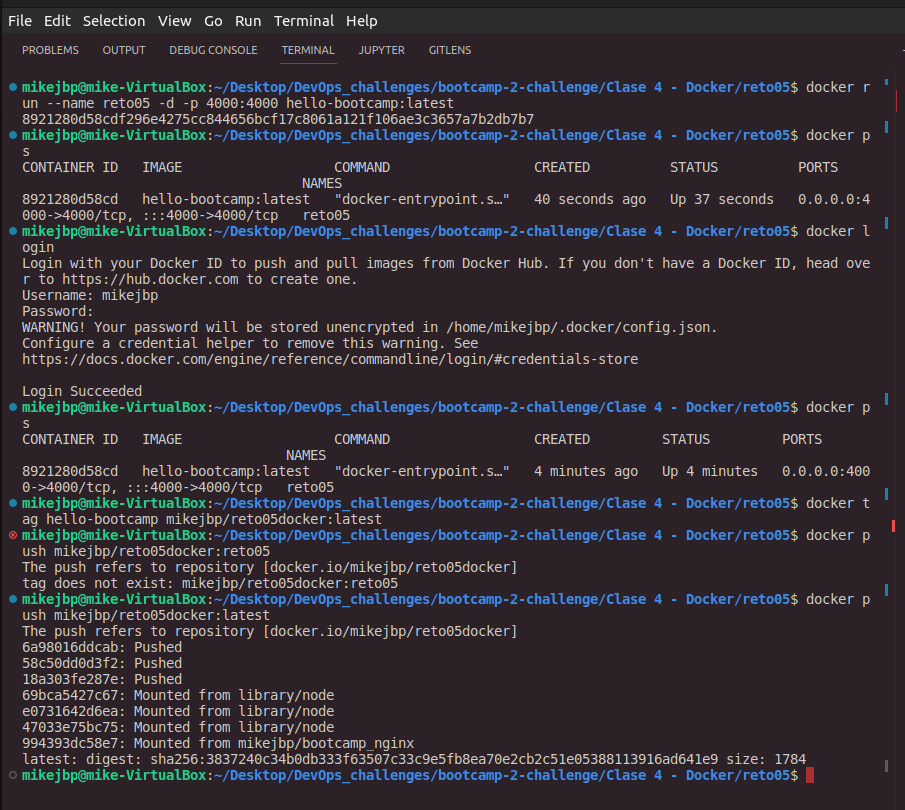 File Edit Selection View Go Run Terminal Help
PROBLEMS OUTPUT DEBUG CONSOLE TERMINAL JUPYTER GITLENS
mikejbp@mike-VirtualBox:~/Desktop/DevOps_challenges/bootcamp-2-challenge/Clase 4 - Docker/reto05$ docker r
un --name reto05 -d -p 4000:4000 hello-bootcamp:latest
8921280d58cdf296e4275cc844656bcf17c8061a121f106ae3c3657a7b2db7b7
mikejbp@mike-VirtualBox:~/Desktop/DevOps_challenges/bootcamp-2-challenge/Clase 4 - Docker/reto05$ docker p
s
CONTAINER ID   IMAGE                   COMMAND                  CREATED          STATUS          PORTS
NAMES
8921280d58cd   hello-bootcamp:latest   "docker-entrypoint.s…"   40 seconds ago   Up 37 seconds   0.0.0.0:4
000->4000/tcp, :::4000->4000/tcp   reto05
mikejbp@mike-VirtualBox:~/Desktop/DevOps_challenges/bootcamp-2-challenge/Clase 4 - Docker/reto05$ docker l
ogin
Login with your Docker ID to push and pull images from Docker Hub. If you don't have a Docker ID, head ove
r to https://hub.docker.com to create one.
Username: mikejbp
Password:
WARNING! Your password will be stored unencrypted in /home/mikejbp/.docker/config.json.
Configure a credential helper to remove this warning. See
https://docs.docker.com/engine/reference/commandline/login/#credentials-store
Login Succeeded
mikejbp@mike-VirtualBox:~/Desktop/DevOps_challenges/bootcamp-2-challenge/Clase 4 - Docker/reto05$ docker p
s
CONTAINER ID   IMAGE                   COMMAND                  CREATED         STATUS         PORTS
NAMES
8921280d58cd   hello-bootcamp:latest   "docker-entrypoint.s…"   4 minutes ago   Up 4 minutes   0.0.0.0:400
0->4000/tcp, :::4000->4000/tcp   reto05
mikejbp@mike-VirtualBox:~/Desktop/DevOps_challenges/bootcamp-2-challenge/Clase 4 - Docker/reto05$ docker t
ag hello-bootcamp mikejbp/reto05docker:latest
mikejbp@mike-VirtualBox:~/Desktop/DevOps_challenges/bootcamp-2-challenge/Clase 4 - Docker/reto05$ docker p
ush mikejbp/reto05docker:reto05
The push refers to repository [docker.io/mikejbp/reto05docker]
tag does not exist: mikejbp/reto05docker:reto05
mikejbp@mike-VirtualBox:~/Desktop/DevOps_challenges/bootcamp-2-challenge/Clase 4 - Docker/reto05$ docker p
ush mikejbp/reto05docker:latest
The push refers to repository [docker.io/mikejbp/reto05docker]
6a98016ddcab: Pushed
58c50dd0d3f2: Pushed
18a303fe287e: Pushed
69bca5427c67: Mounted from library/node
e0731642d6ea: Mounted from library/node
47033e75bc75: Mounted from library/node
994393dc58e7: Mounted from mikejbp/bootcamp_nginx
latest: digest: sha256:3837240c34b0db333f63507c33c9e5fb8ea70e2cb2c51e05388113916ad641e9 size: 1784
mikejbp@mike-VirtualBox:~/Desktop/DevOps_challenges/bootcamp-2-challenge/Clase 4 - Docker/reto05$